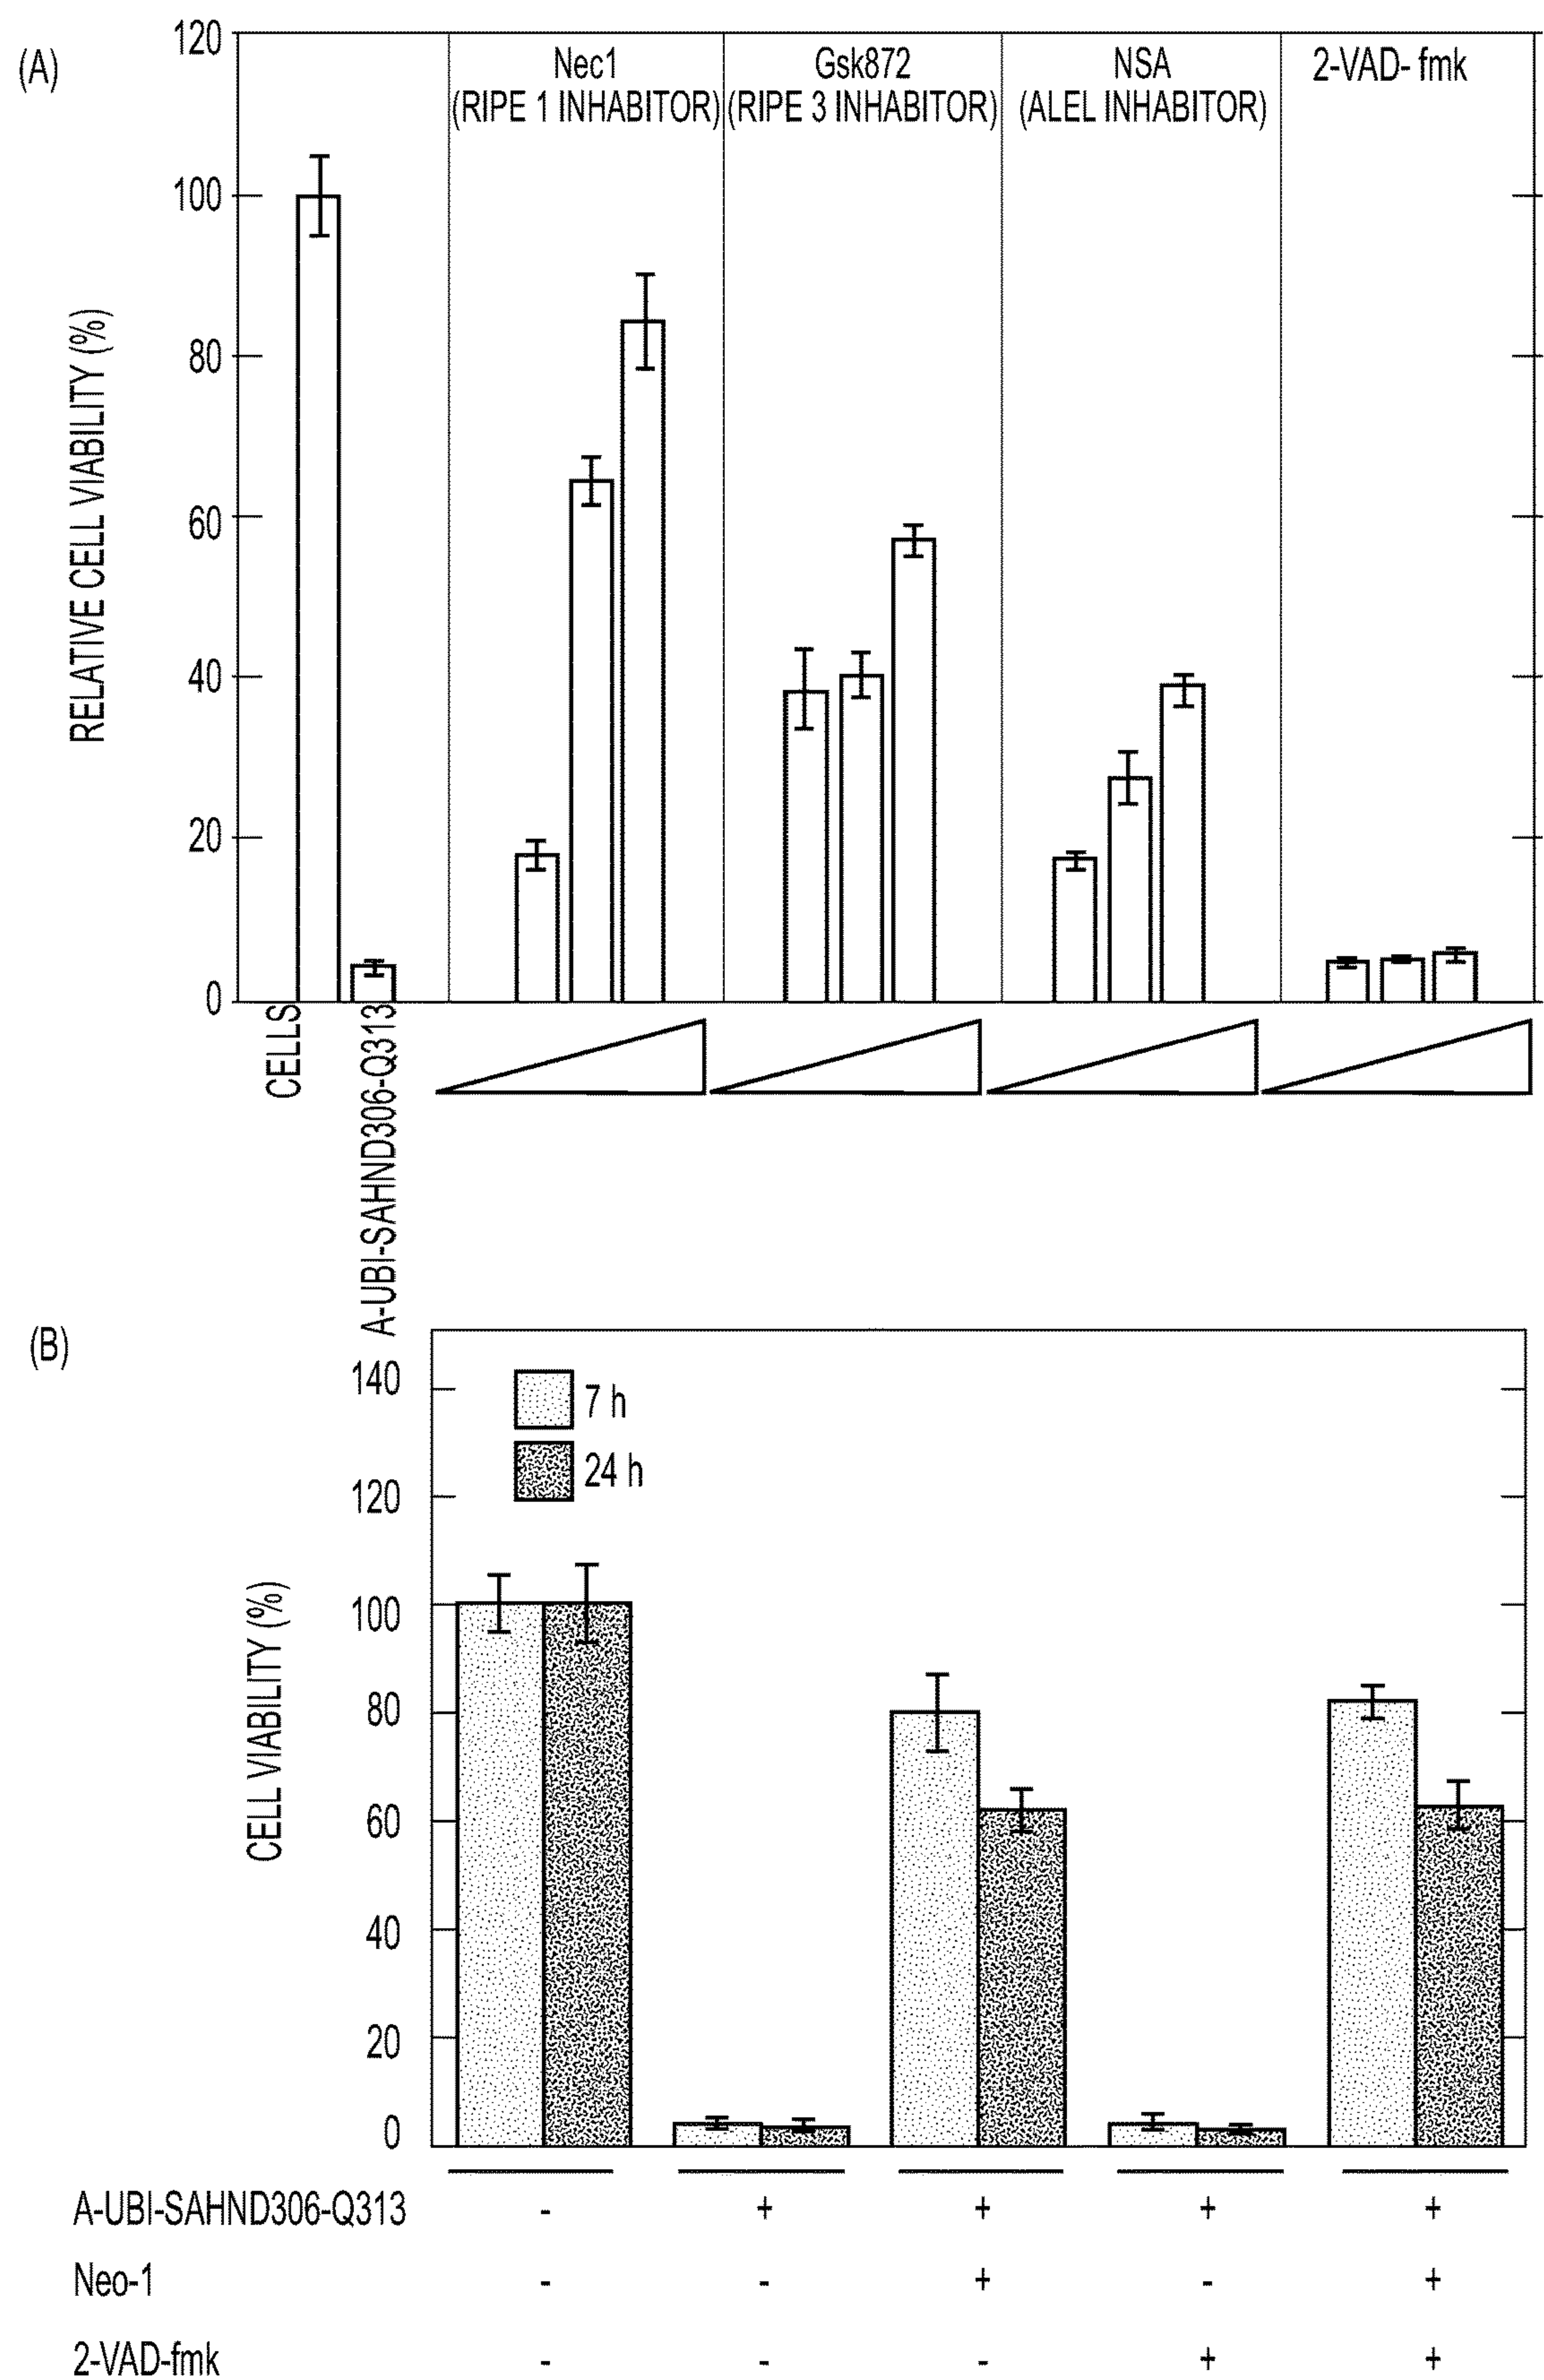 (A)
120
100
80
60
40
20
0
RELATIVE CELL VIABILITY (%)
Nec1
(RIPE 1 INHABITOR)
Gsk872
(RIPE 3 INHABITOR)
NSA
(ALEL INHABITOR)
2-VAD- fmk
CELLS
A-UBI-SAHND306-Q313
(B)
140
120
100
80
60
40
20
0
CELL VIABILITY (%)
7 h
24 h
A-UBI-SAHND306-Q313 - + + + +
Neo-1 - - + - +
2-VAD-fmk - - - + +